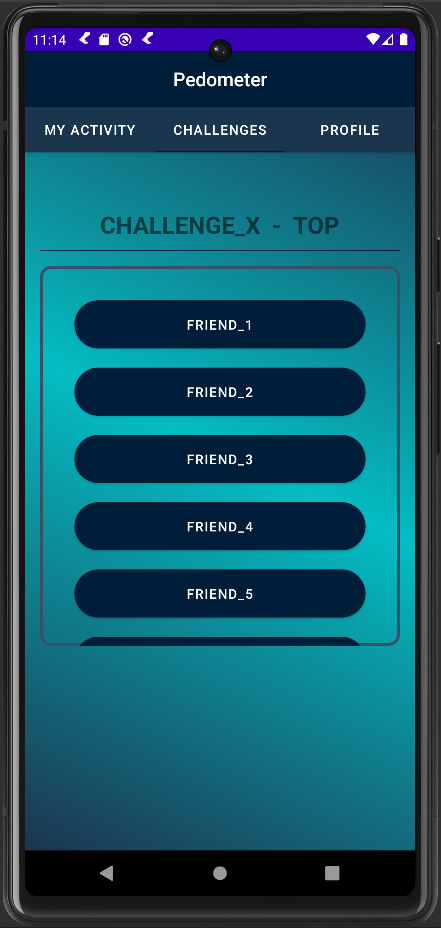 11:14
Pedometer
MY ACTIVITY CHALLENGES PROFILE
CHALLENGE_X - TOP
FRIEND_1
FRIEND_2
FRIEND_3
FRIEND_4
FRIEND_5